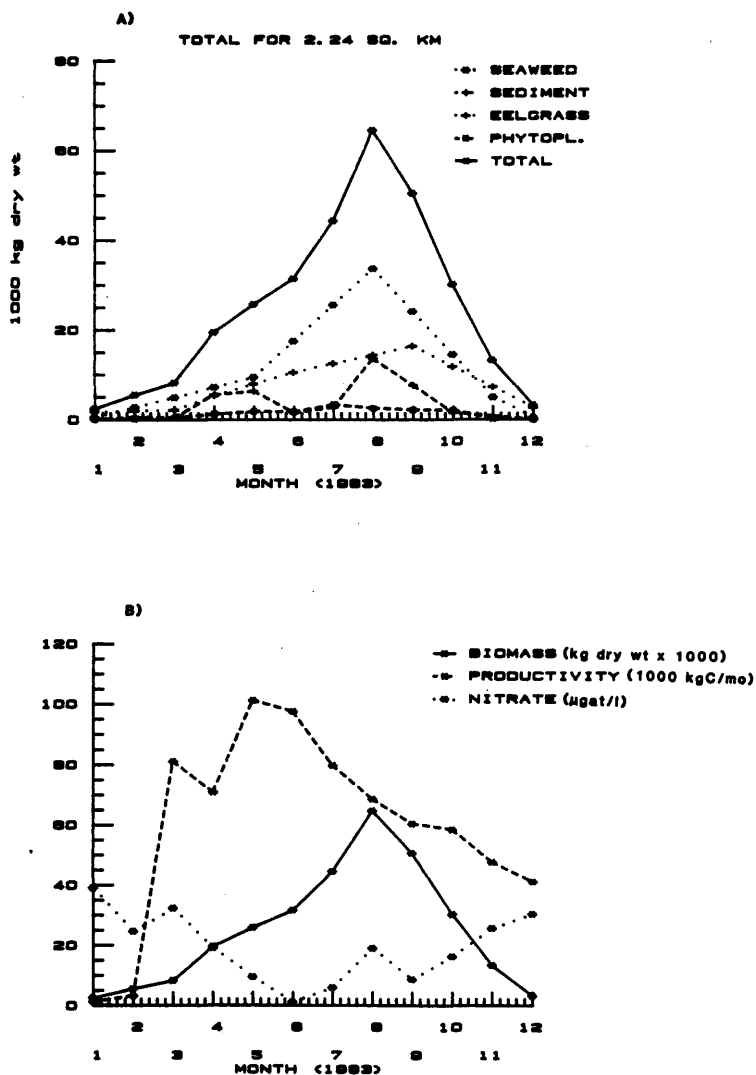 A)
TOTAL FOR 2.24 SQ. KM
80
60
40
20
0
1000 kg dry wt
SEAWEED
SEDIMENT
EELGRASS
PHYTOPL.
TOTAL
2 4 6 8 10 12
1 3 5 7 9 11
MONTH (1983)
B)
120
100
80
60
40
20
0
BIOMASS (kg dry wt x 1000)
PRODUCTIVITY (1000 kgC/mo)
NITRATE (µgat/l)
2 4 6 8 10 12
1 3 5 7 9 11
MONTH (1983)